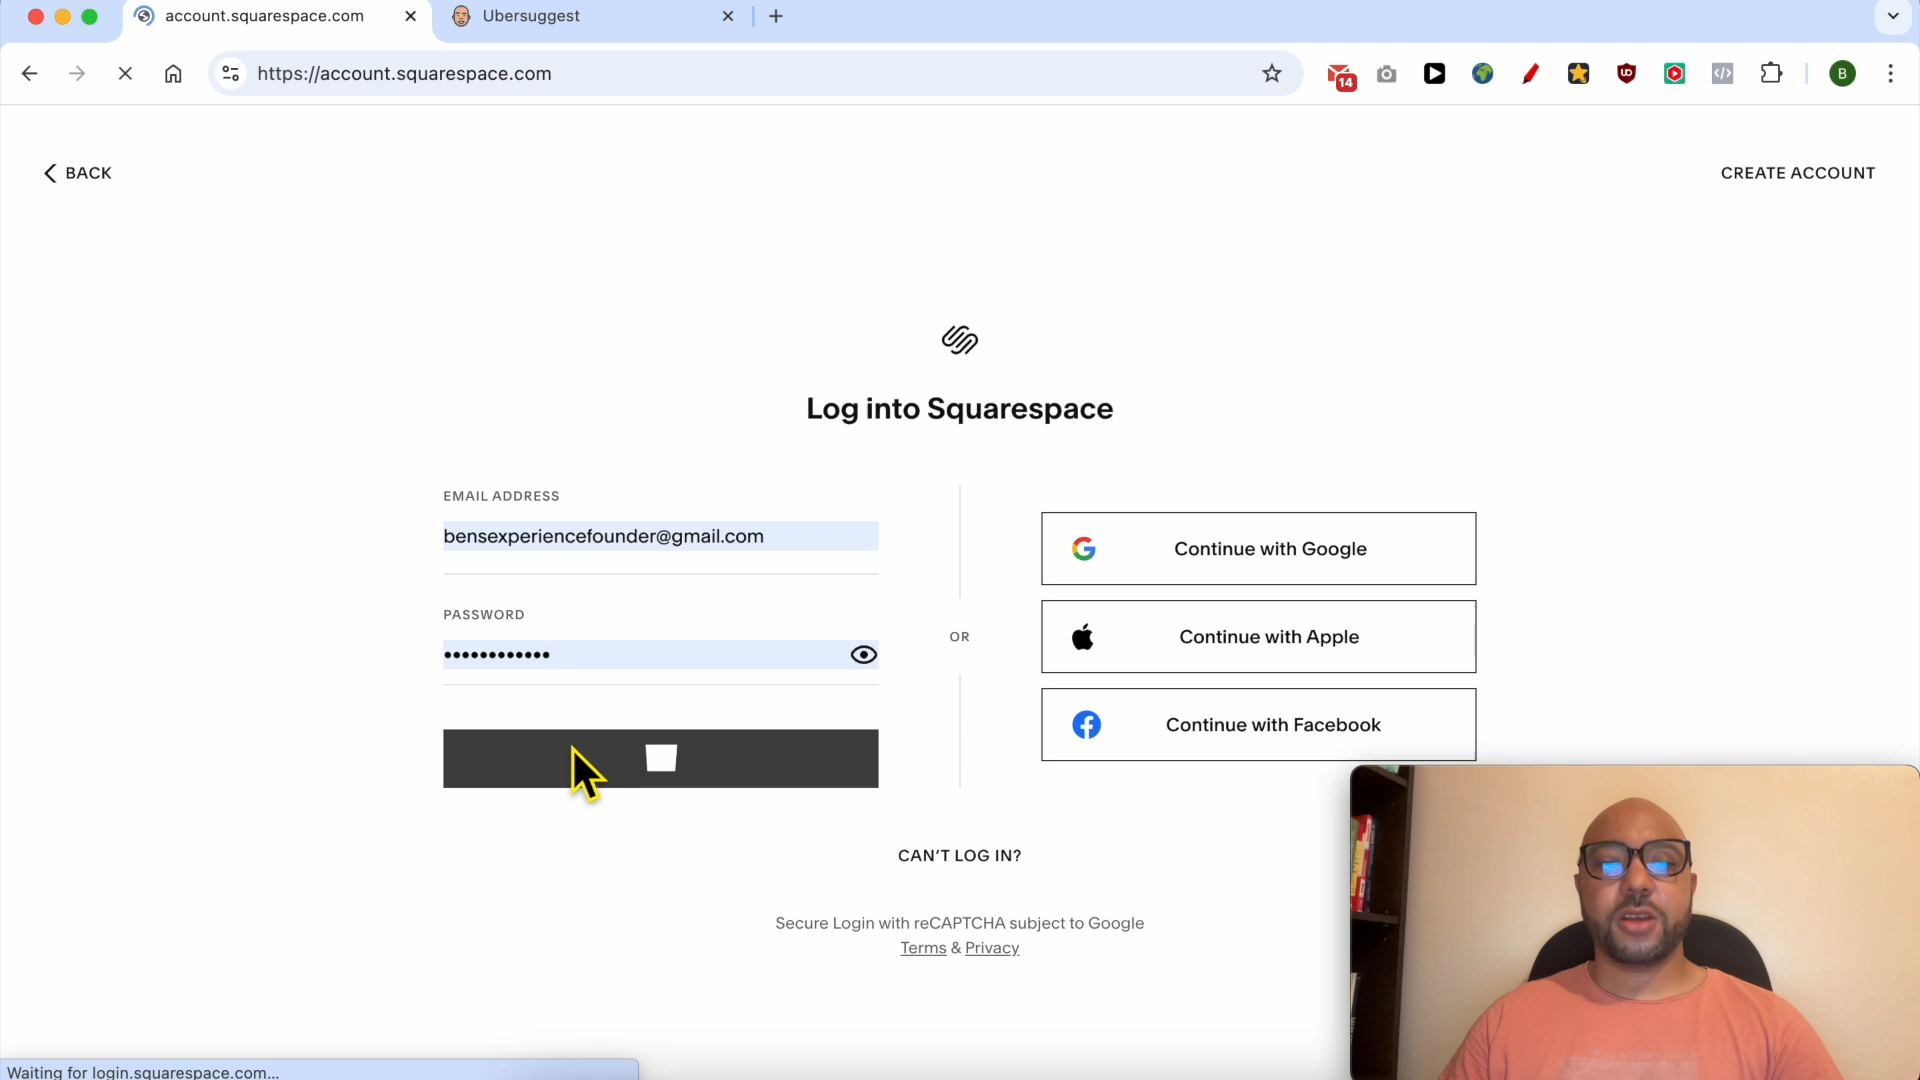 account.squarespace.com
Ubersuggest
https://account.squarespace.com
14
B
BACK
CREATE ACCOUNT
Log into Squarespace
EMAIL ADDRESS
bensexperiencefounder@gmail.com
PASSWORD
OR
Continue with Google
Continue with Apple
Continue with Facebook
CAN'T LOG IN?
Secure Login with reCAPTCHA subject to Google
Terms & Privacy
Waiting for login.squarespace.com...